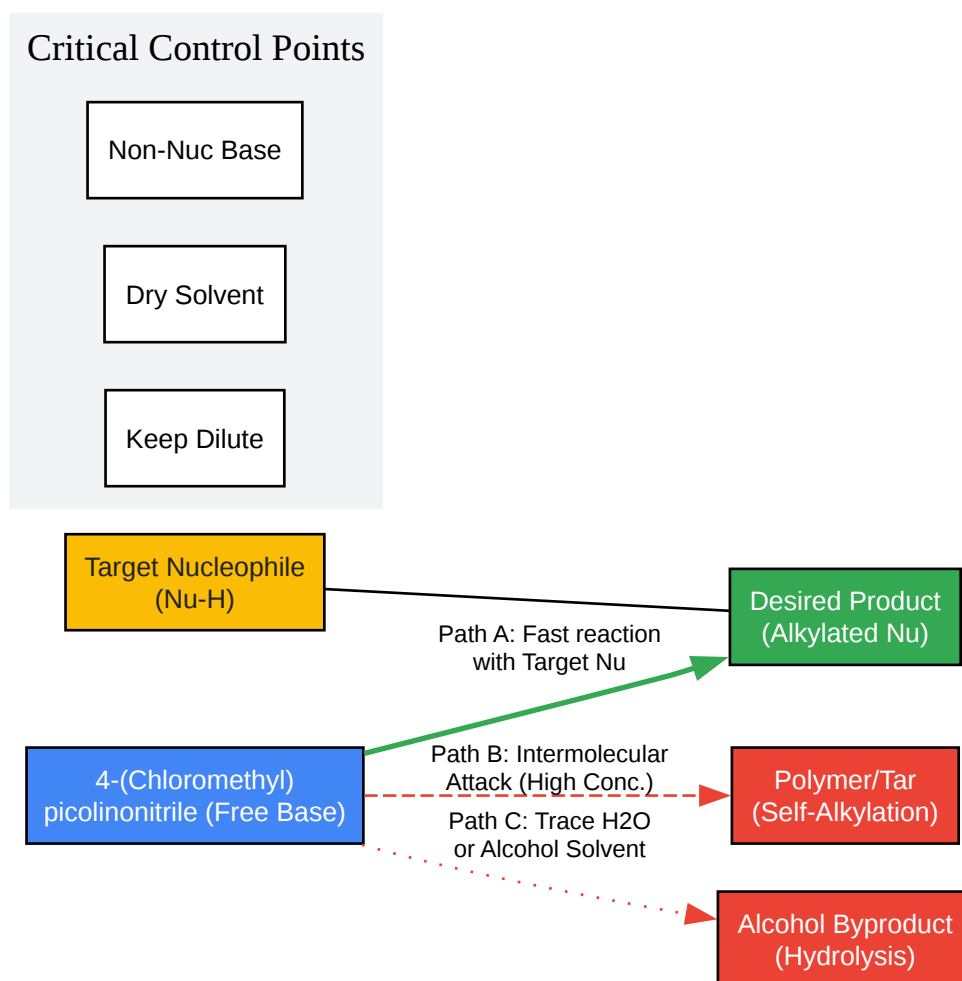 Critical Control Points
Non-Nuc Base
Dry Solvent
Keep Dilute
Target Nucleophile
(Nu-H)
Desired Product
(Alkylated Nu)
Path A: Fast reaction
with Target Nu
4-(Chloromethyl)
picolinonitrile (Free Base)
Path B: Intermolecular
Attack (High Conc.)
Polymer/Tar
(Self-Alkylation)
Path C: Trace H2O
or Alcohol Solvent
Alcohol Byproduct
(Hydrolysis)